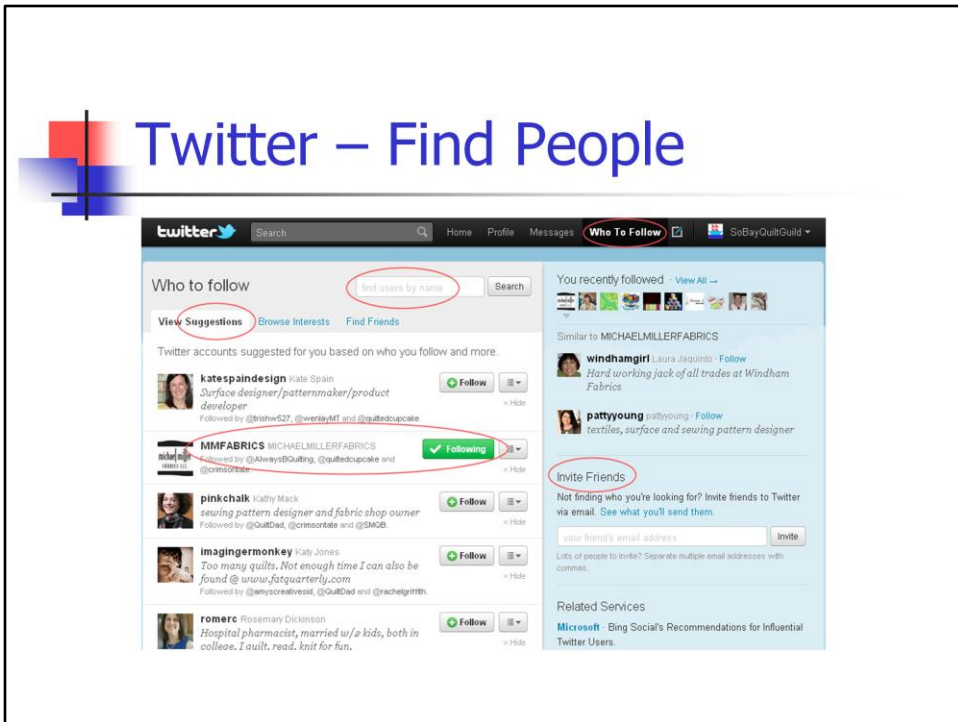 Twitter – Find People
twitter
Search
Home Profile Messages Who To Follow SoBayQuiltGuild
Who to follow
find users by name
Search
View Suggestions Browse Interests Find Friends
Twitter accounts suggested for you based on who you follow and more.
katespaindesign Kate Spain
Surface designer/patternmaker/product
developer
Followed by @trishw527, @wenlayMT and @quiltedcupcake.
Follow
× Hide
MMFABRICS MICHAELMILLERFABRICS
Followed by @AlwaysBQuilting, @quiltedcupcake and
@crimsontate
Following
× Hide
pinkchalk Kathy Mack
sewing pattern designer and fabric shop owner
Followed by @QuiltDad, @crimsontate and @SMQB.
Follow
× Hide
imagingermonkey Katy Jones
Too many quilts. Not enough time I can also be
found @ www.fatquarterly.com
Followed by @amyscreativesid, @QuiltDad and @rachelgriffith.
Follow
× Hide
romerc Rosemary Dickinson
Hospital pharmacist, married w/2 kids, both in
college. I quilt, read, knit for fun.
Follow
× Hide
You recently followed · View All →
Similar to MICHAELMILLERFABRICS
windhamgirl Laura Jaquinto · Follow
Hard working jack of all trades at Windham
Fabrics
pattyyoung pattyyoung · Follow
textiles, surface and sewing pattern designer
Invite Friends
Not finding who you're looking for? Invite friends to Twitter
via email. See what you'll send them.
your friend's email address
Invite
Lots of people to invite? Separate multiple email addresses with
commas.
Related Services
Microsoft · Bing Social's Recommendations for Influential
Twitter Users.